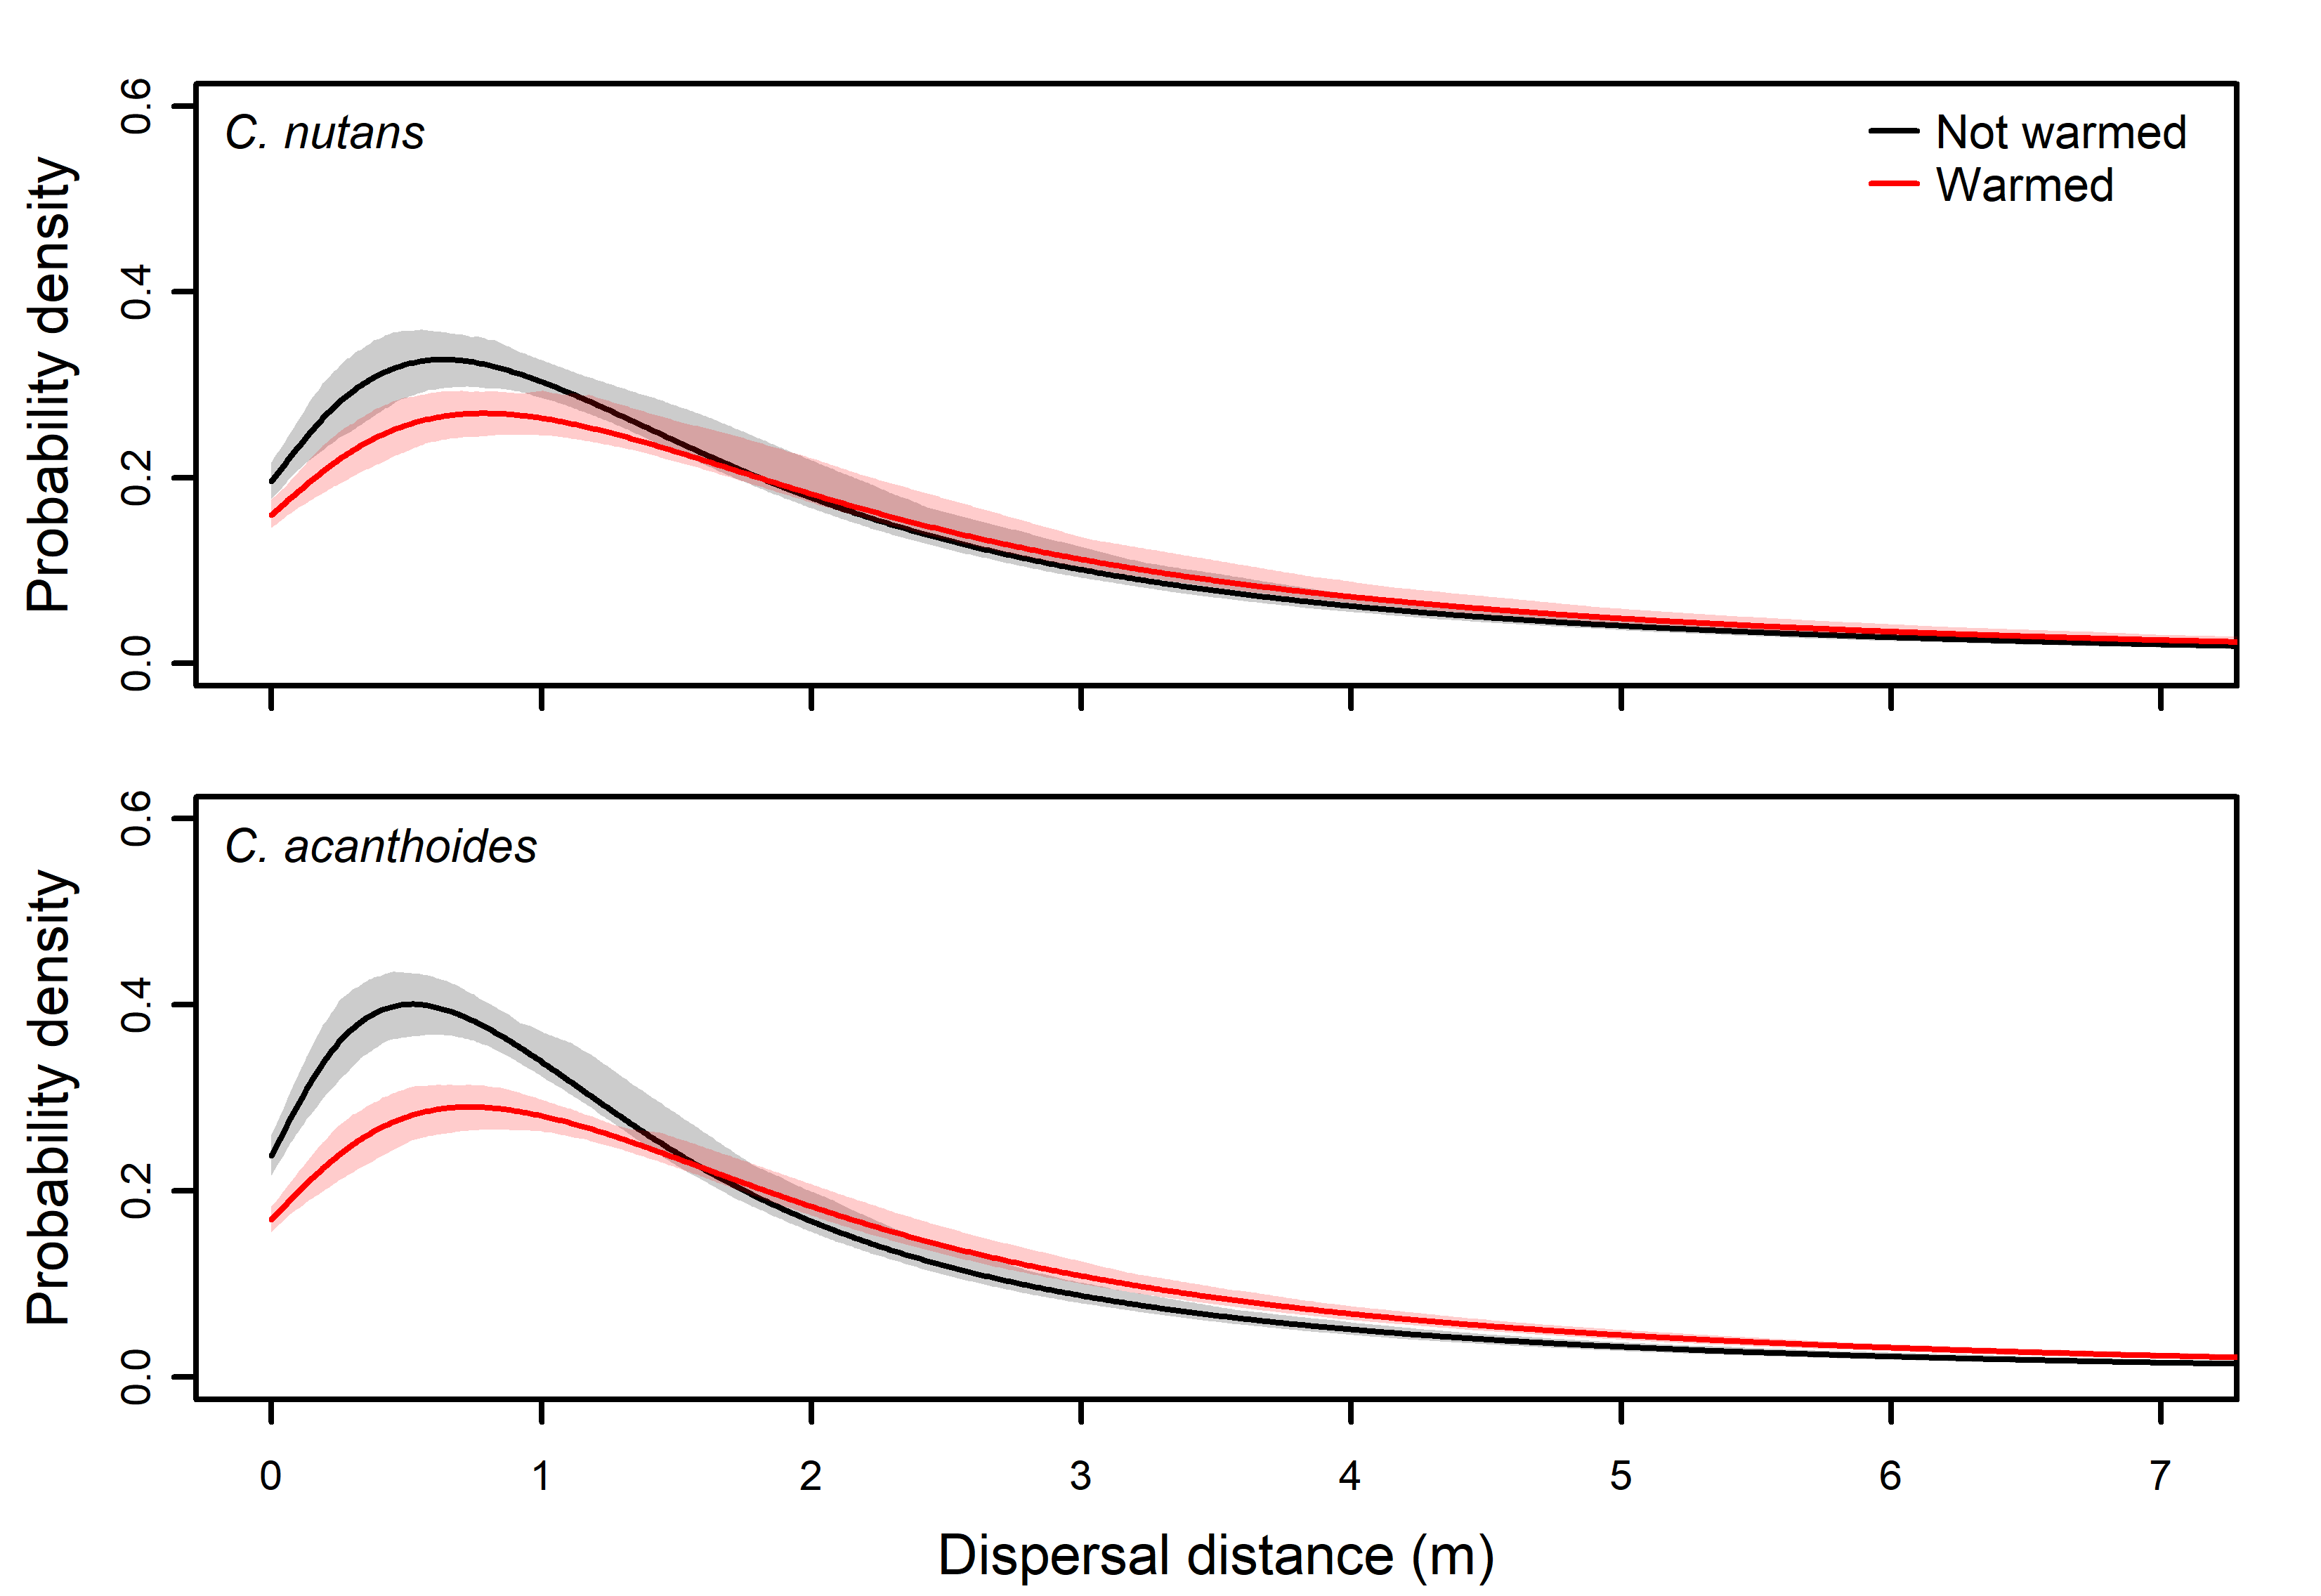 C. nutans
Not warmed
Warmed
Probability density
0.6
0.4
0.2
0.0
C. acanthoides
Probability density
0.6
0.4
0.2
0.0
0 1 2 3 4 5 6 7
Dispersal distance (m)